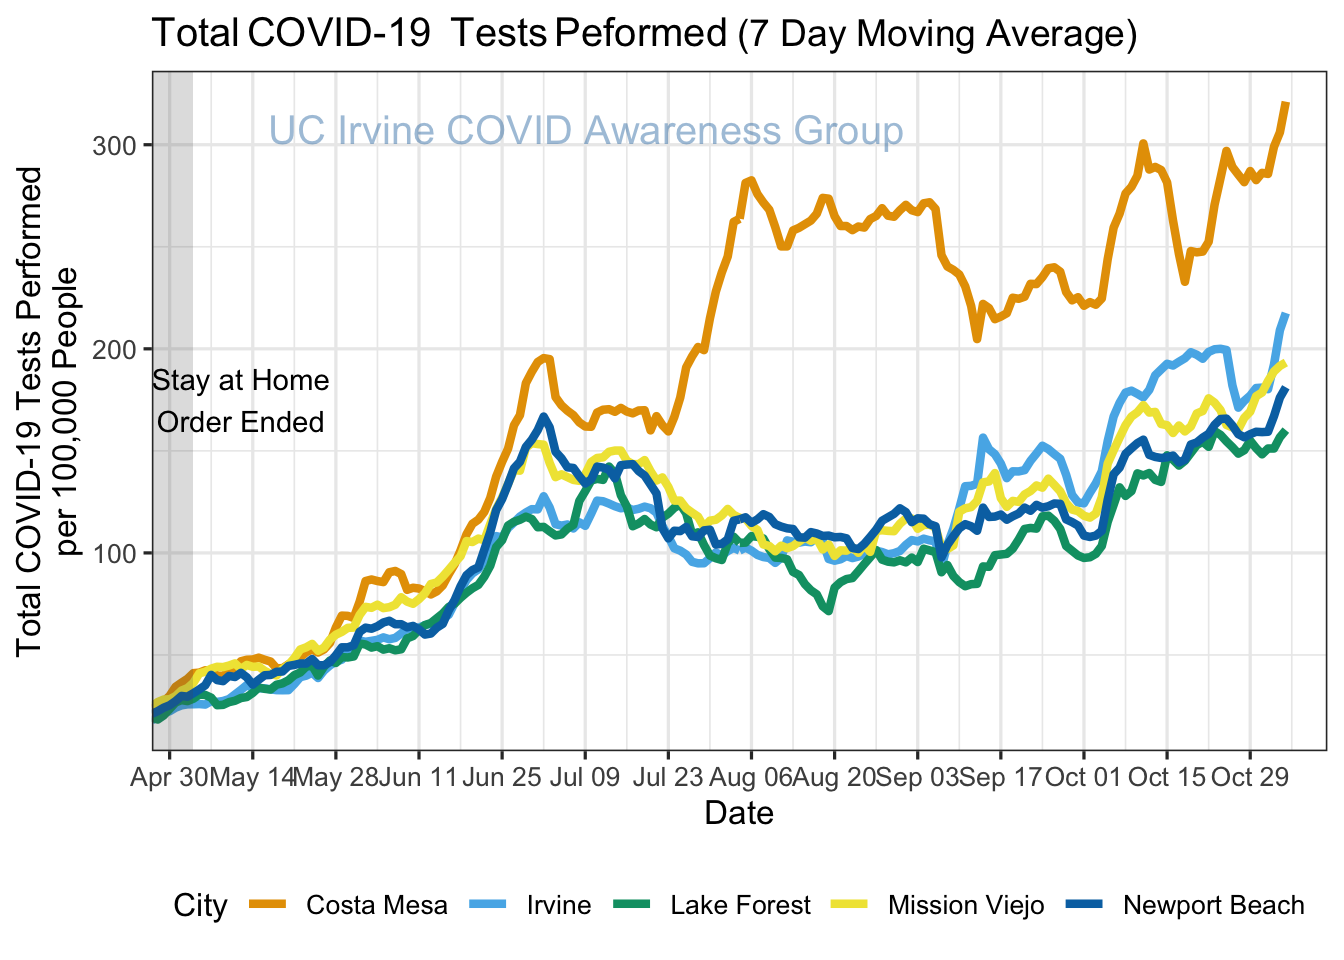 Total COVID-19 Tests Peformed (7 Day Moving Average)
UC Irvine COVID Awareness Group
Total COVID-19 Tests Performed
per 100,000 People
300
200
100
Stay at Home
Order Ended
Apr 30 May 14 May 28 Jun 11 Jun 25 Jul 09 Jul 23 Aug 06 Aug 20 Sep 03 Sep 17 Oct 01 Oct 15 Oct 29
Date
City Costa Mesa Irvine Lake Forest Mission Viejo Newport Beach